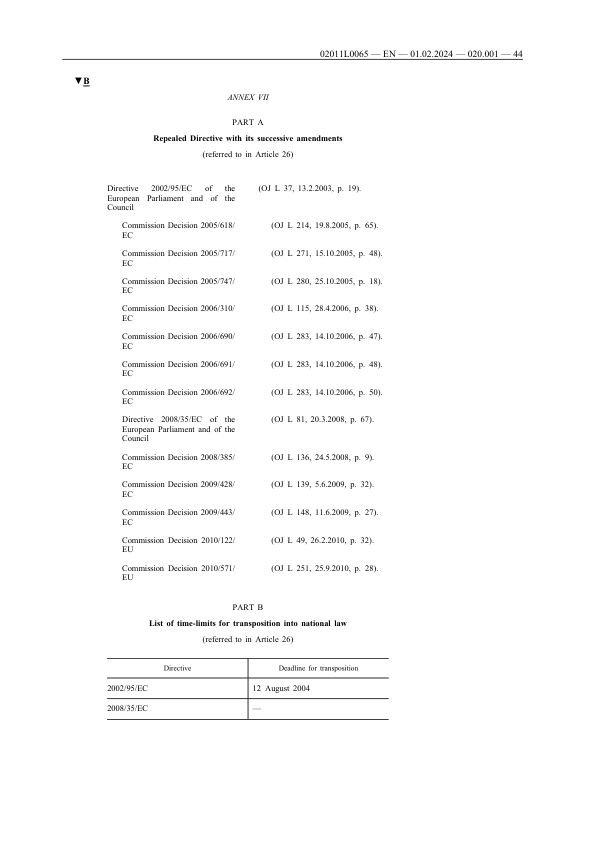 02011L0065 — EN — 01.02.2024 — 020.001 — 44
▼B
ANNEX VII
PART A
Repealed Directive with its successive amendments
(referred to in Article 26)
Directive 2002/95/EC of the (OJ L 37, 13.2.2003, p. 19).
European Parliament and of the
Council
Commission Decision 2005/618/ (OJ L 214, 19.8.2005, p. 65).
EC
Commission Decision 2005/717/ (OJ L 271, 15.10.2005, p. 48).
EC
Commission Decision 2005/747/ (OJ L 280, 25.10.2005, p. 18).
EC
Commission Decision 2006/310/ (OJ L 115, 28.4.2006, p. 38).
EC
Commission Decision 2006/690/ (OJ L 283, 14.10.2006, p. 47).
EC
Commission Decision 2006/691/ (OJ L 283, 14.10.2006, p. 48).
EC
Commission Decision 2006/692/ (OJ L 283, 14.10.2006, p. 50).
EC
Directive 2008/35/EC of the (OJ L 81, 20.3.2008, p. 67).
European Parliament and of the
Council
Commission Decision 2008/385/ (OJ L 136, 24.5.2008, p. 9).
EC
Commission Decision 2009/428/ (OJ L 139, 5.6.2009, p. 32).
EC
Commission Decision 2009/443/ (OJ L 148, 11.6.2009, p. 27).
EC
Commission Decision 2010/122/ (OJ L 49, 26.2.2010, p. 32).
EU
Commission Decision 2010/571/ (OJ L 251, 25.9.2010, p. 28).
EU
PART B
List of time-limits for transposition into national law
(referred to in Article 26)
Directive Deadline for transposition
2002/95/EC 12 August 2004
2008/35/EC —